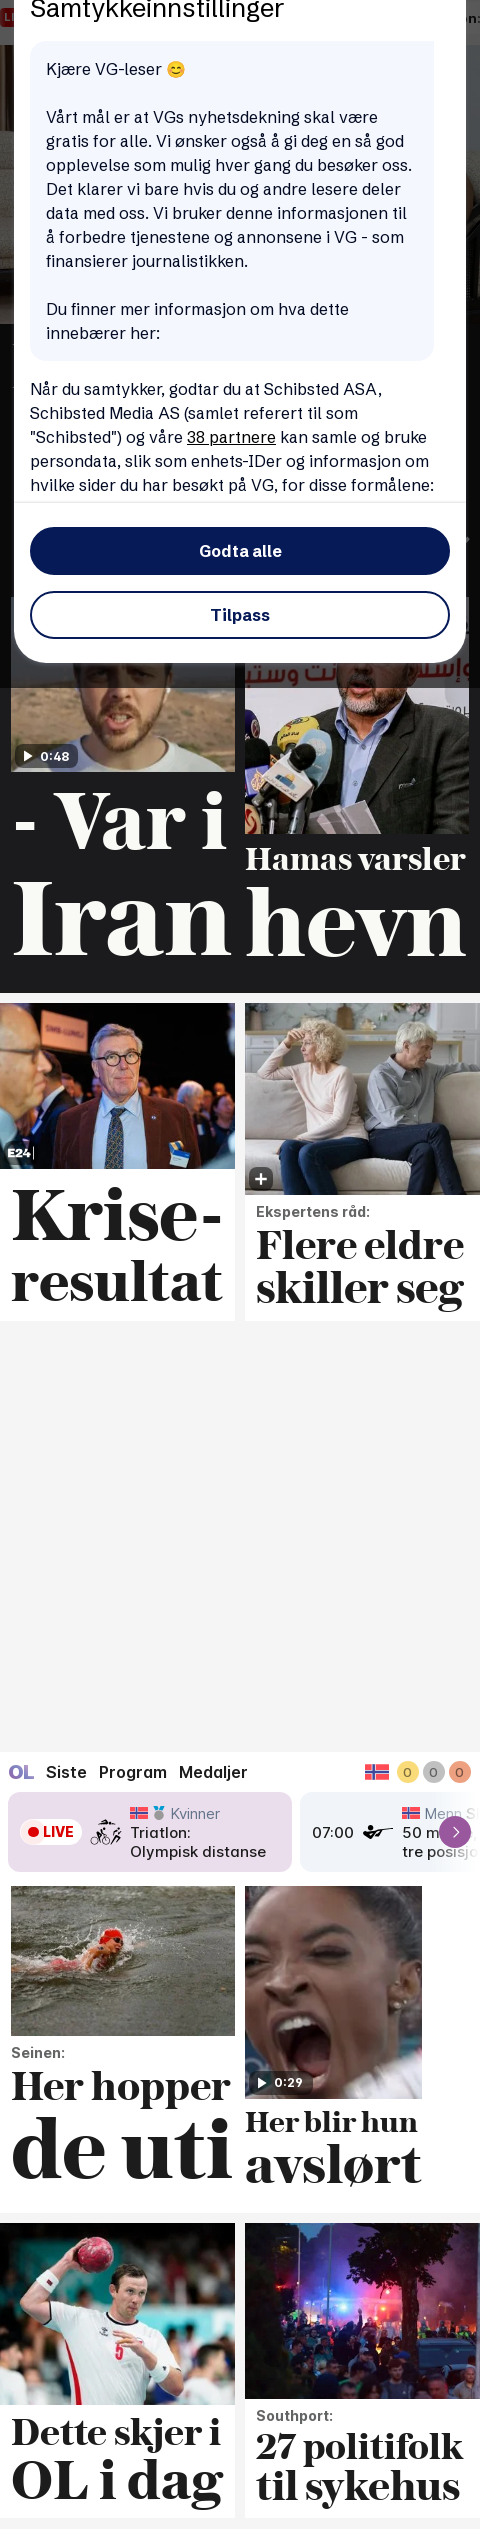 Samtykkeinnstillinger
Kjære VG-leser 😊
Vårt mål er at VGs nyhetsdekning skal være
gratis for alle. Vi ønsker også å gi deg en så god
opplevelse som mulig hver gang du besøker oss.
Det klarer vi bare hvis du og andre lesere deler
data med oss. Vi bruker denne informasjonen til
å forbedre tjenestene og annonsene i VG - som
finansierer journalistikken.
Du finner mer informasjon om hva dette
innebærer her:
Når du samtykker, godtar du at Schibsted ASA,
Schibsted Media AS (samlet referert til som
"Schibsted") og våre 38 partnere kan samle og bruke
persondata, slik som enhets-IDer og informasjon om
hvilke sider du har besøkt på VG, for disse formålene:
Godta alle
Tilpass
0:48
- Var i
Iran
Hamas varsler
hevn
E24
Krise-
resultat
Ekspertens råd:
Flere eldre
skiller seg
OL Siste Program Medaljer 0 0 0
LIVE
Kvinner
Triatlon:
Olympisk distanse
07:00
Menn
50 m
tre
Seinen:
Her hopper
de uti
0:29
Her blir hun
avslørt
5
Dette skjer i
OL i dag
Southport:
27 politifolk
til sykehus